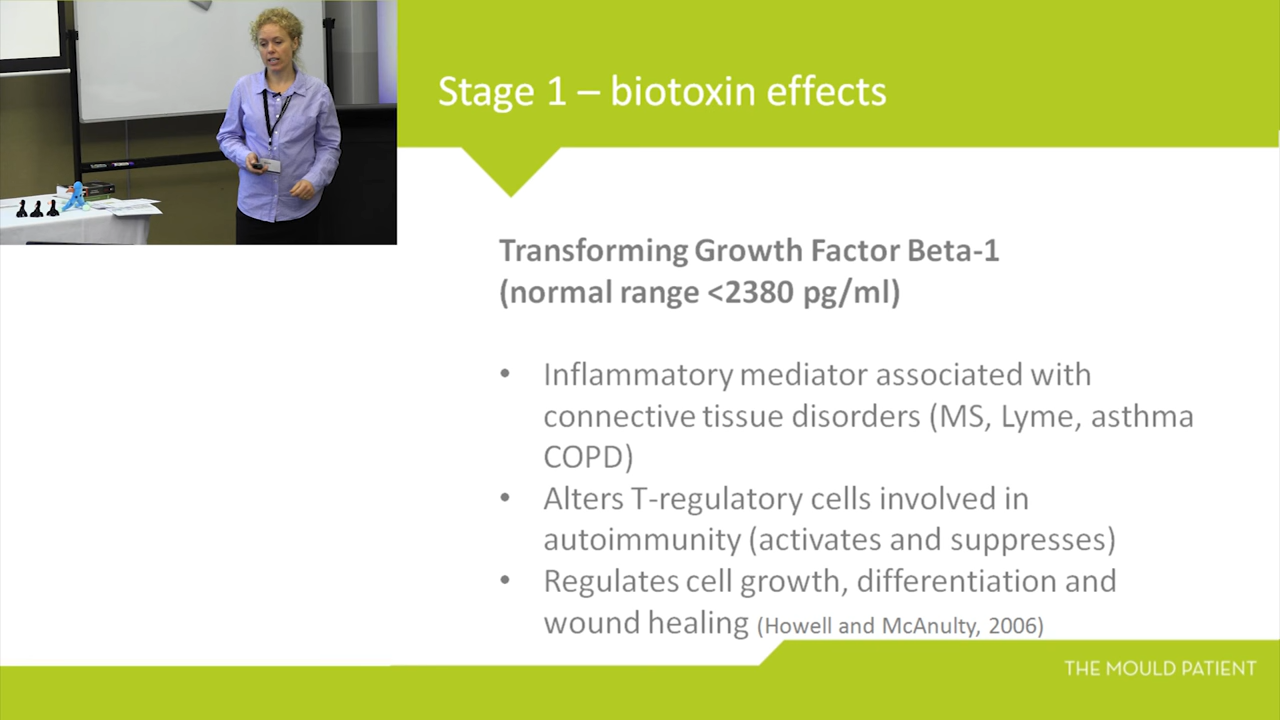 Stage 1 – biotoxin effects
Transforming Growth Factor Beta-1
(normal range <2380 pg/ml)
• Inflammatory mediator associated with
connective tissue disorders (MS, Lyme, asthma
COPD)
• Alters T-regulatory cells involved in
autoimmunity (activates and suppresses)
• Regulates cell growth, differentiation and
wound healing (Howell and McAnulty, 2006)
THE MOULD PATIENT